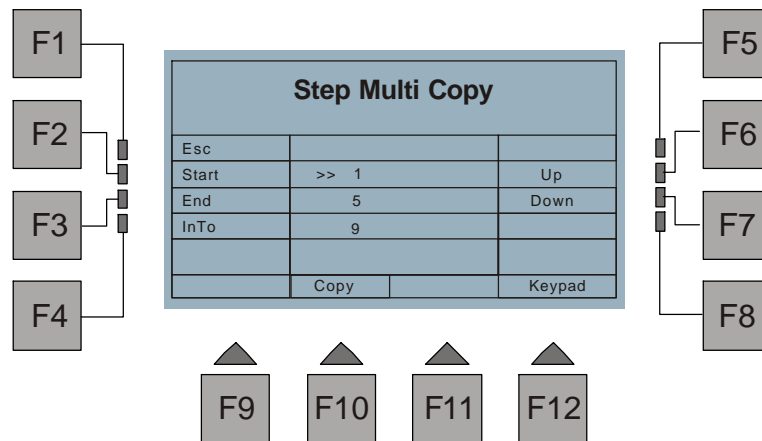 F1
F5
Step Multi Copy
F2
F6
Esc
Start >> 1 Up
End 5 Down
F3
F7
InTo 9
Copy Keypad
F4
F8
F9 F10 F11 F12